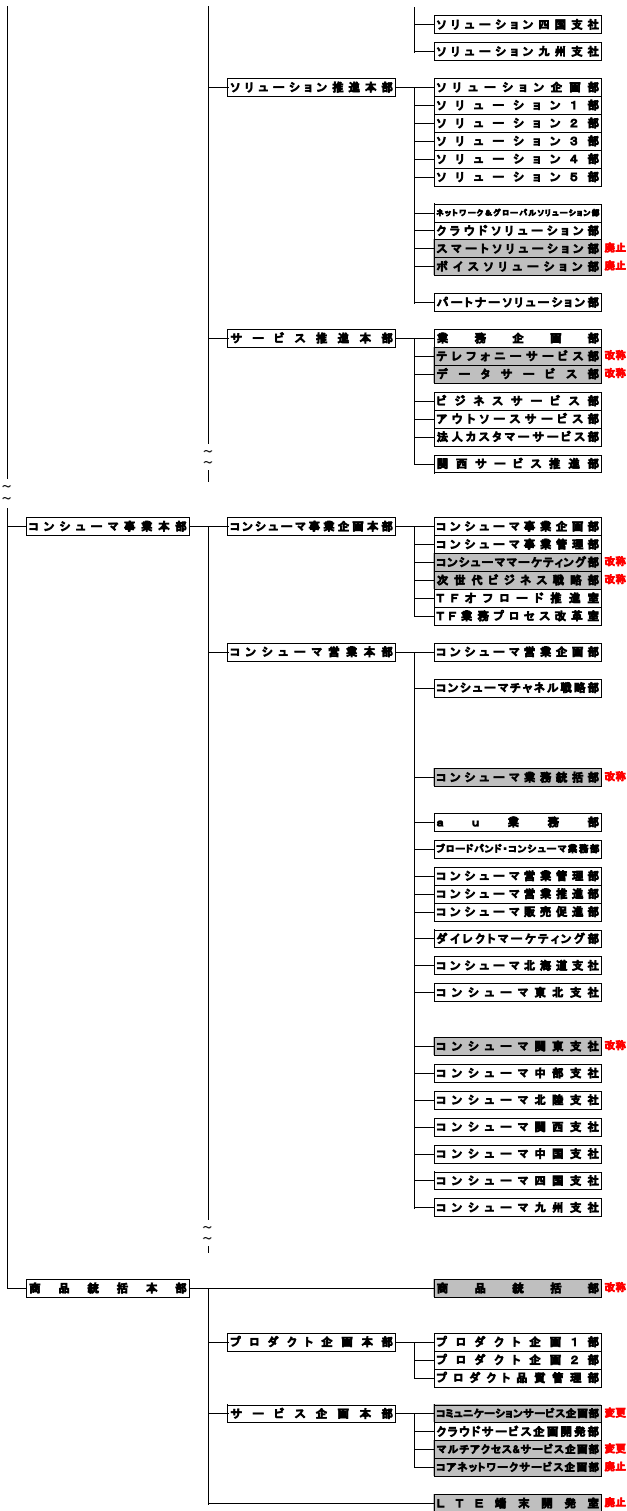 ソリューション四国支社
ソリューション九州支社
ソリューション推進本部
ソリューション企画部
ソリューション1部
ソリューション2部
ソリューション3部
ソリューション4部
ソリューション5部
ネットワーク&グローバルソリューション部
クラウドソリューション部
スマートソリューション部 廃止
ボイスソリューション部 廃止
パートナーソリューション部
サービス推進本部
業務企画部
テレフォニーサービス部 改称
データサービス部 改称
ビジネスサービス部
アウトソースサービス部
法人カスタマーサービス部
関西サービス推進部
~
~
~
~
コンシューマ事業本部
コンシューマ事業企画本部
コンシューマ事業企画部
コンシューマ事業管理部
コンシューママーケティング部 改称
次世代ビジネス戦略部 改称
TFオフロード推進室
TF業務プロセス改革室
コンシューマ営業本部
コンシューマ営業企画部
コンシューマチャネル戦略部
コンシューマ業務統括部 改称
au業務部
ブロードバンド・コンシューマ業務部
コンシューマ営業管理部
コンシューマ営業推進部
コンシューマ販売促進部
ダイレクトマーケティング部
コンシューマ北海道支社
コンシューマ東北支社
コンシューマ関東支社 改称
コンシューマ中部支社
コンシューマ北陸支社
コンシューマ関西支社
コンシューマ中国支社
コンシューマ四国支社
コンシューマ九州支社
~
~
商品統括本部
商品統括部 改称
プロダクト企画本部
プロダクト企画1部
プロダクト企画2部
プロダクト品質管理部
サービス企画本部
コミュニケーションサービス企画部 変更
クラウドサービス企画開発部
マルチアクセス&サービス企画部 変更
コアネットワークサービス企画部 廃止
LTE端末開発室 廃止